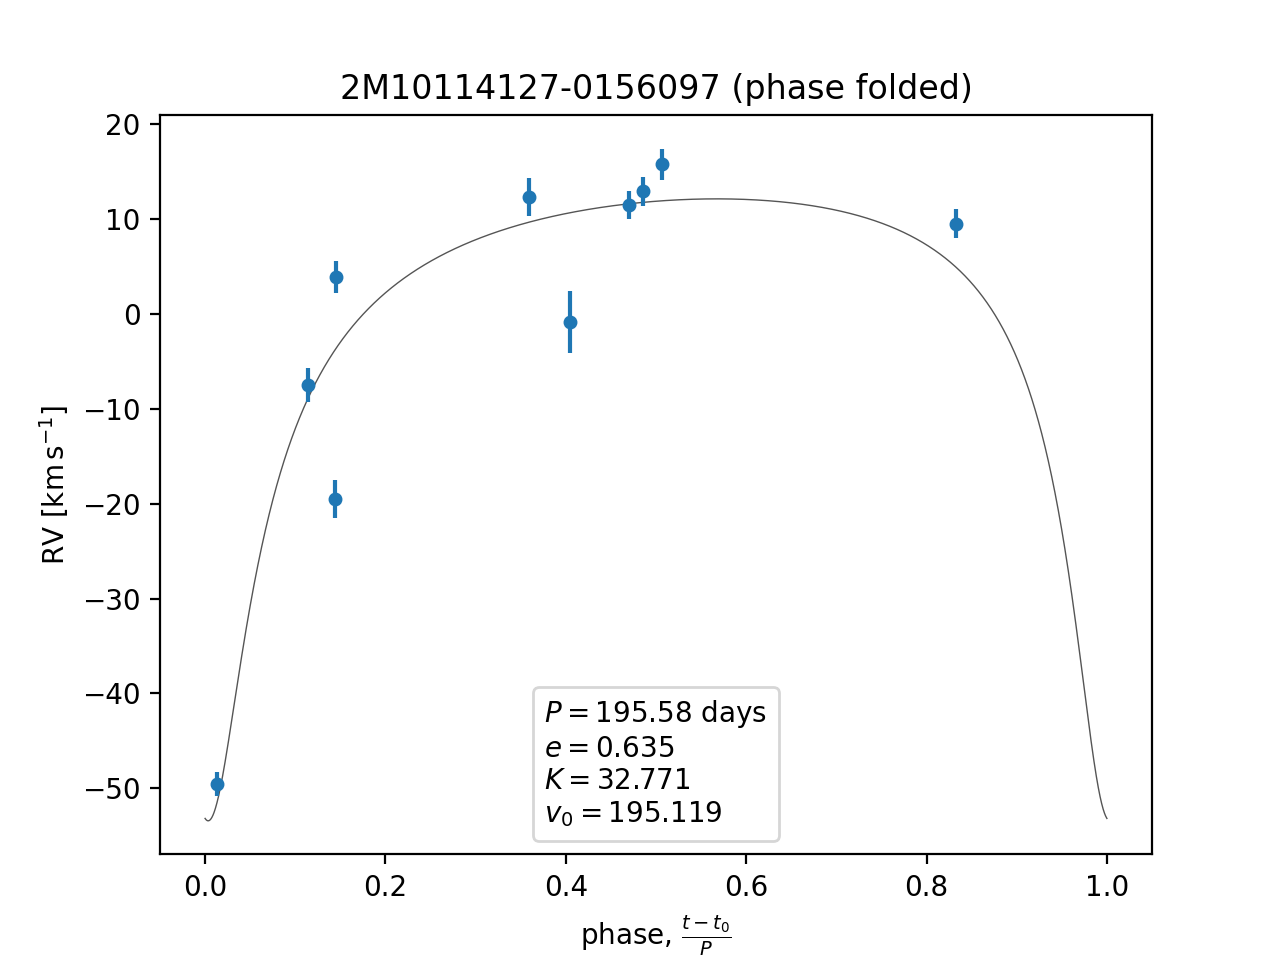 2M10114127-0156097 (phase folded)
20
10
0
−10
−20
−30
−40
−50
RV [km s⁻¹]
P = 195.58 days
e = 0.635
K = 32.771
v₀ = 195.119
0.0 0.2 0.4 0.6 0.8 1.0
phase, (t − t₀)/P